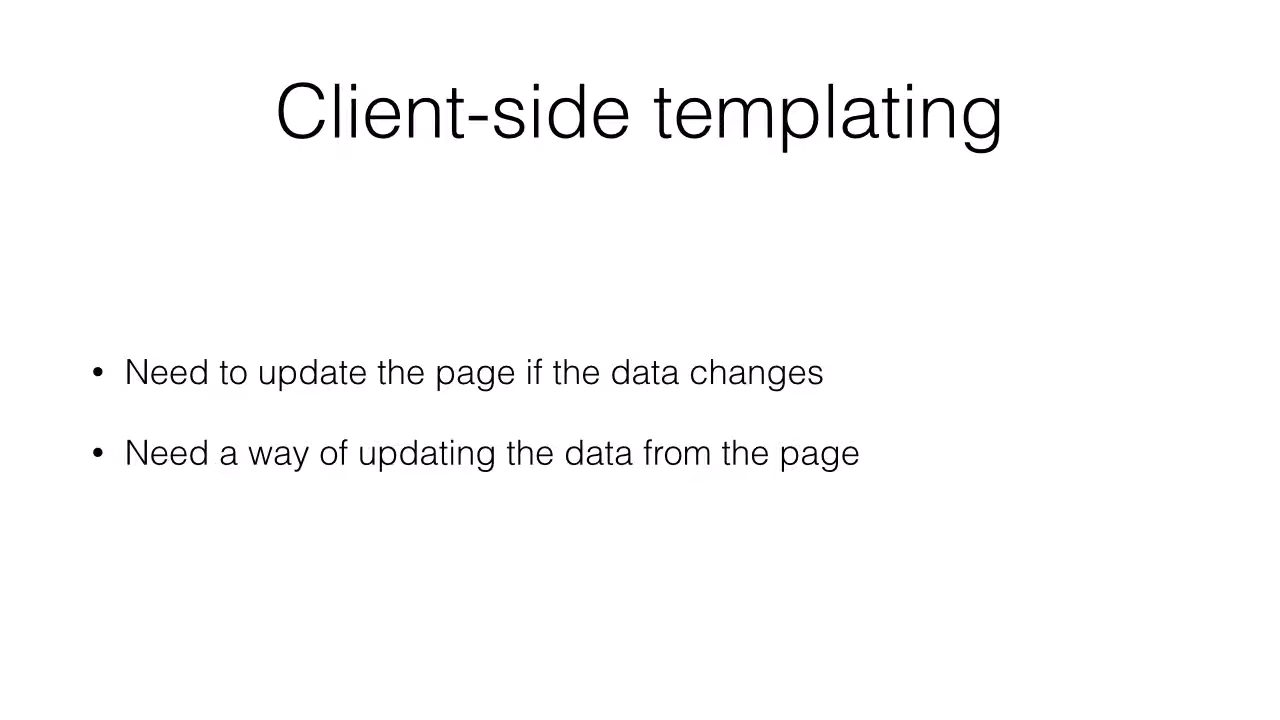 Client-side templating
• Need to update the page if the data changes
• Need a way of updating the data from the page